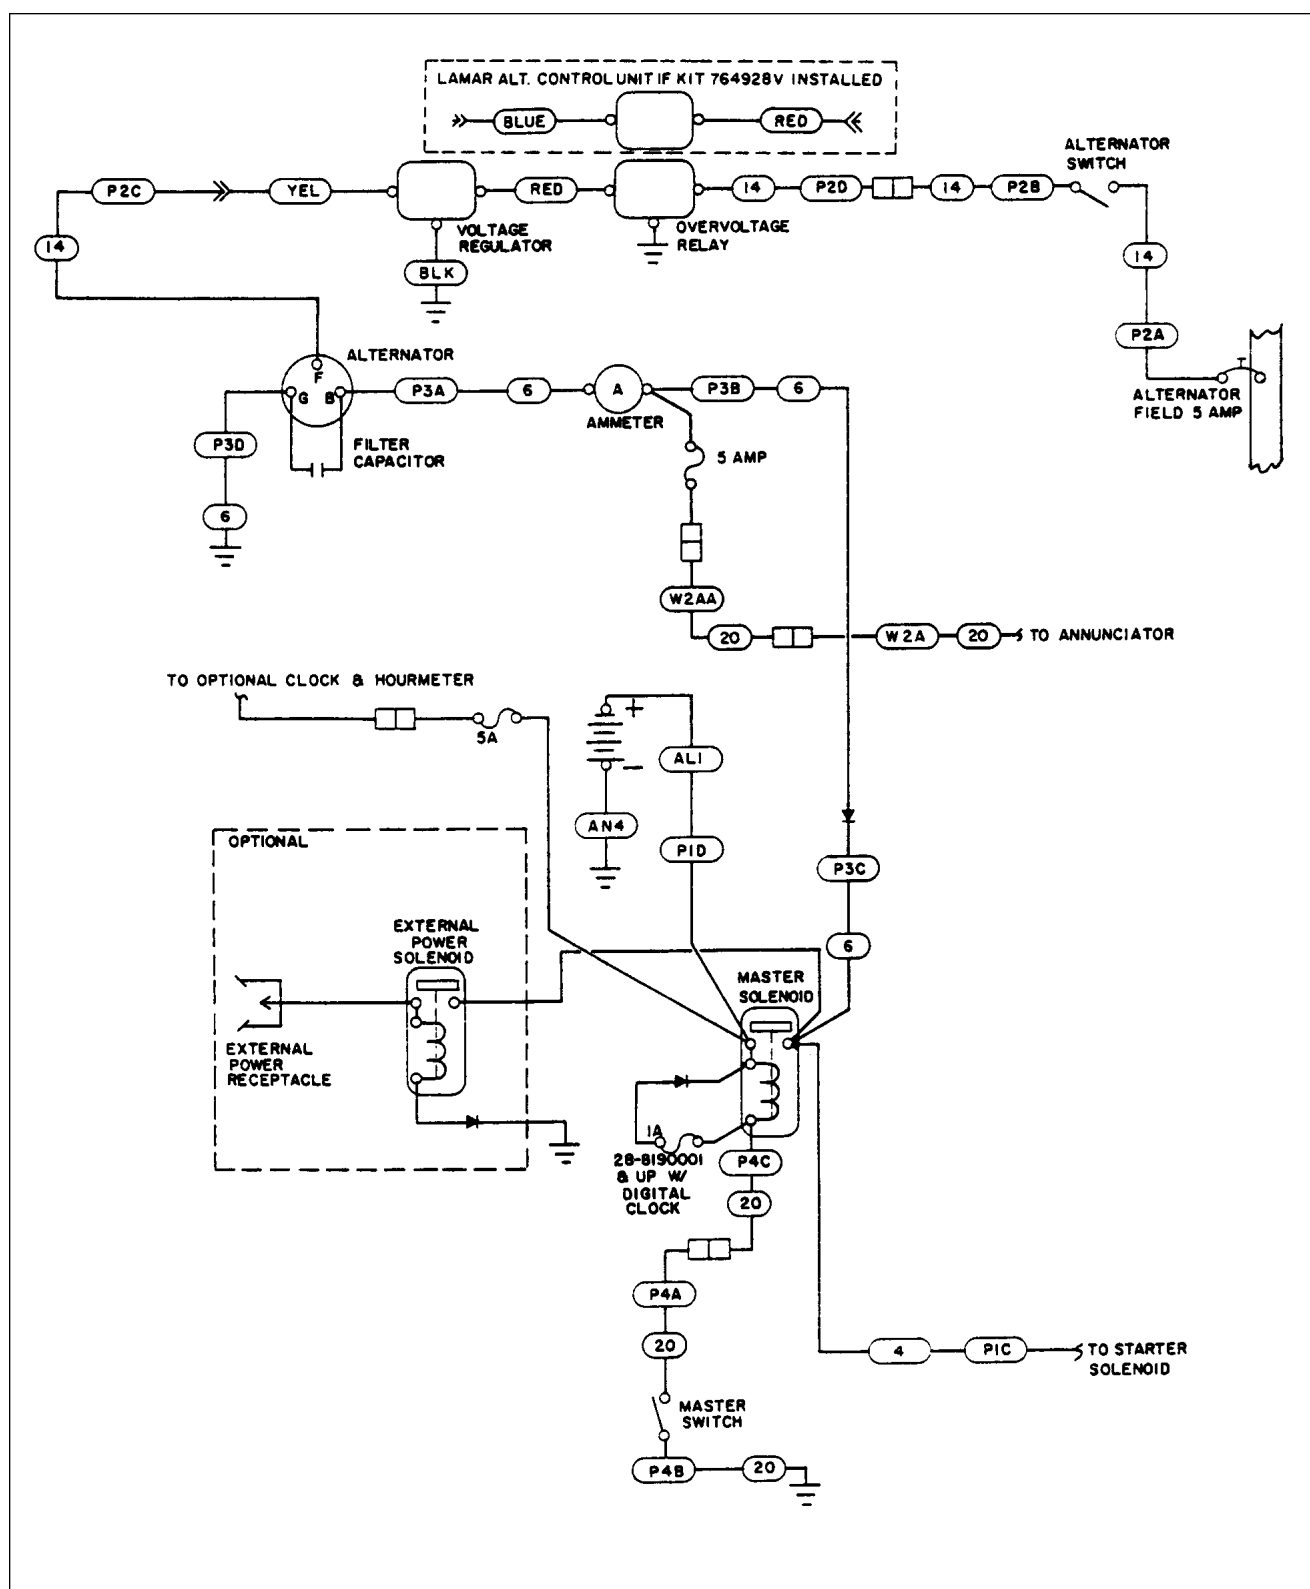 LAMAR ALT. CONTROL UNIT IF KIT 764928V INSTALLED
BLUE
RED
ALTERNATOR
SWITCH
P2C
YEL
RED
14
P2D
14
P2B
VOLTAGE
REGULATOR
OVERVOLTAGE
RELAY
14
BLK
14
P2A
ALTERNATOR
F
G
B
P3A
6
A
P3B
6
AMMETER
ALTERNATOR
FIELD 5 AMP
P3D
FILTER
CAPACITOR
5 AMP
6
W2AA
20
W2A
20
TO ANNUNCIATOR
TO OPTIONAL CLOCK & HOURMETER
5A
+
−
AL1
AN4
P1D
OPTIONAL
P3C
EXTERNAL
POWER
SOLENOID
6
MASTER
SOLENOID
EXTERNAL
POWER
RECEPTACLE
1A
28-8190001
& UP W/
DIGITAL
CLOCK
P4C
20
P4A
20
4
P1C
TO STARTER
SOLENOID
MASTER
SWITCH
P4B
20